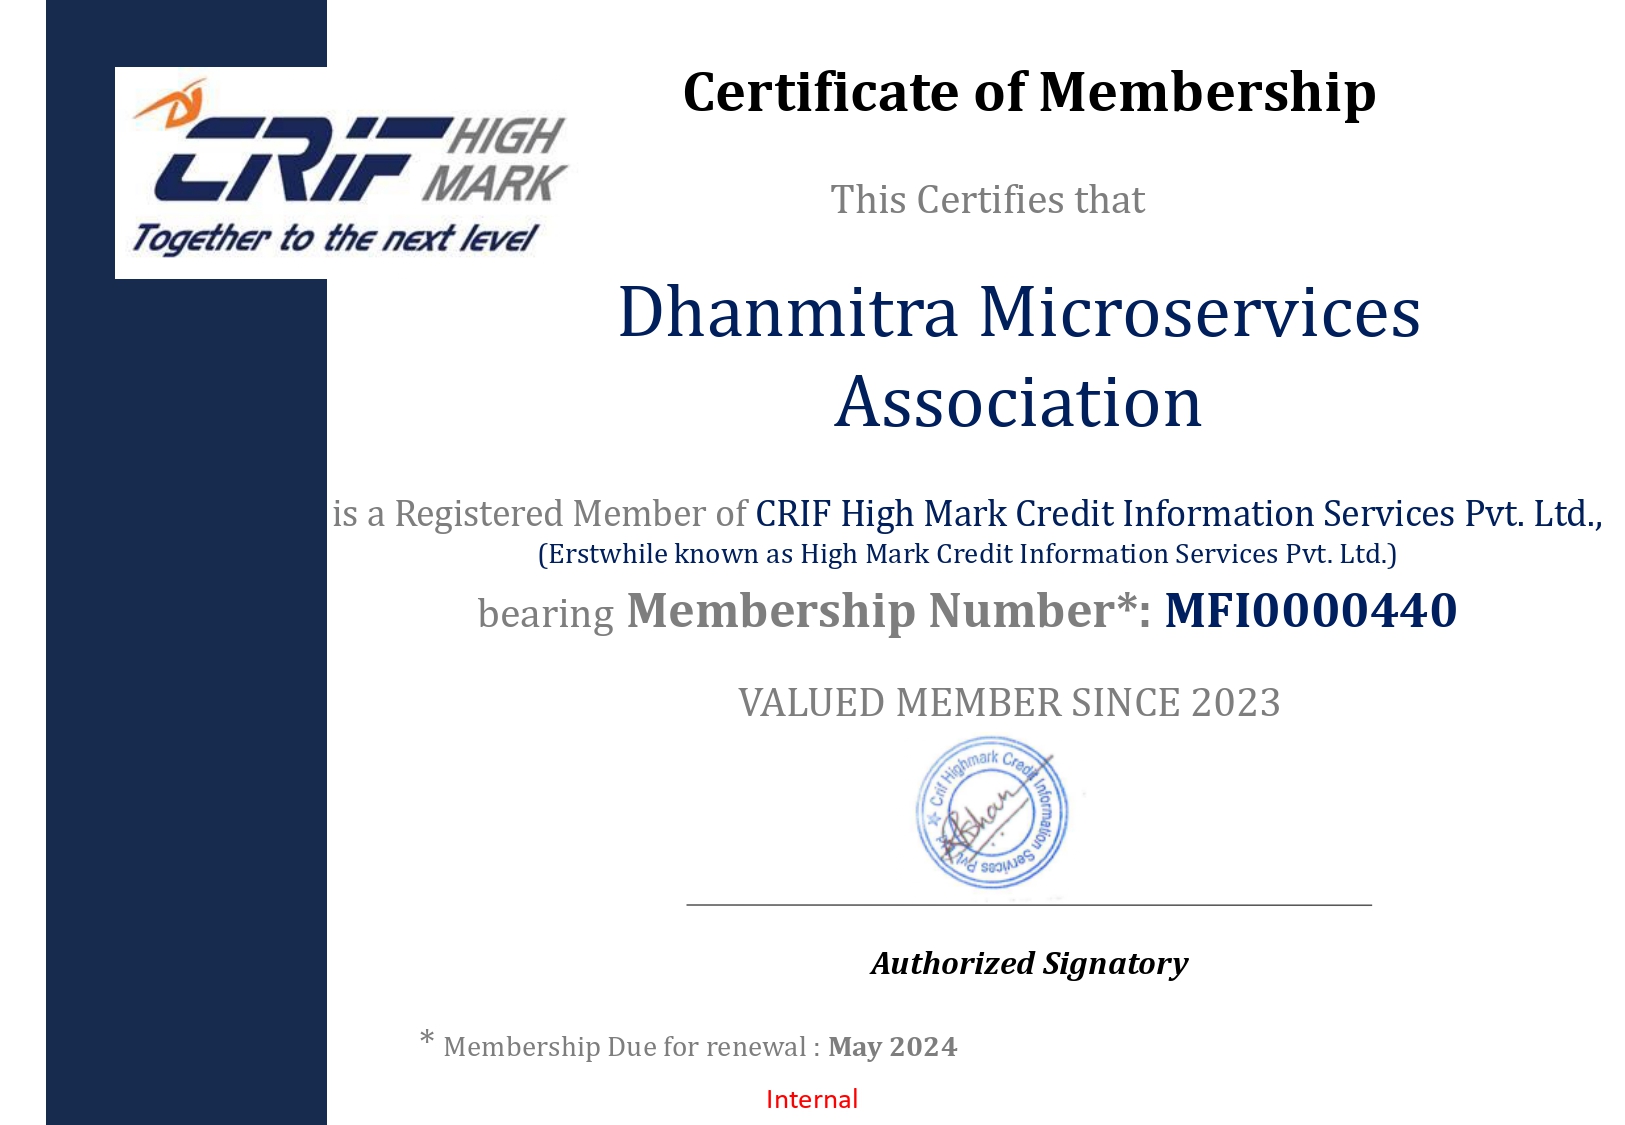 CRIF HIGH MARK
Together to the next level
Certificate of Membership
This Certifies that
Dhanmitra Microservices
Association
is a Registered Member of CRIF High Mark Credit Information Services Pvt. Ltd.,
(Erstwhile known as High Mark Credit Information Services Pvt. Ltd.)
bearing Membership Number*: MFI0000440
VALUED MEMBER SINCE 2023
Crif Highmark Credit Information Services Pvt Ltd
Authorized Signatory
* Membership Due for renewal : May 2024
Internal